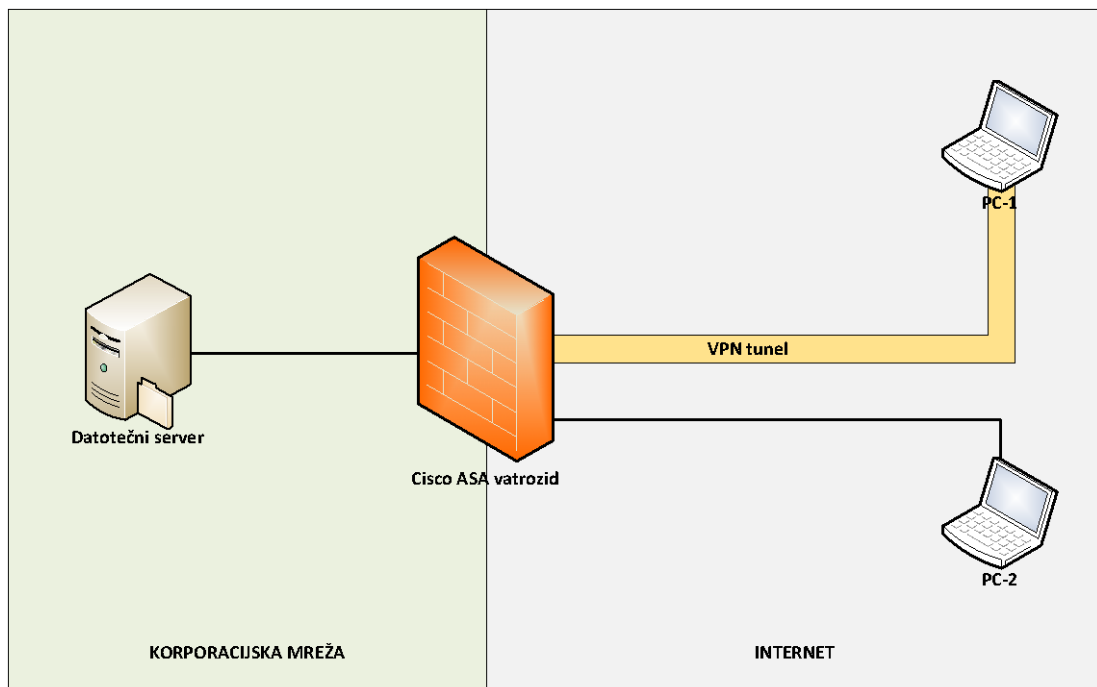 PC-1
VPN tunel
Datotečni server
Cisco ASA vatrozid
PC-2
KORPORACIJSKA MREŽA
INTERNET